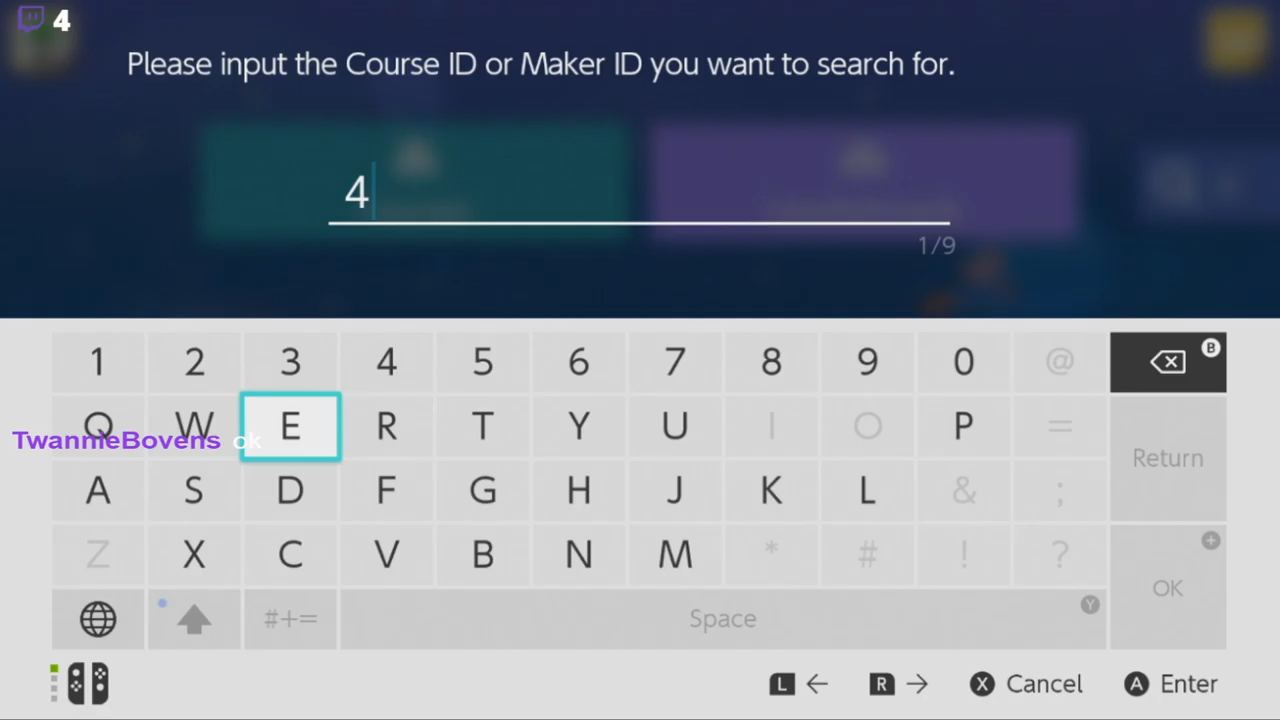 4
Please input the Course ID or Maker ID you want to search for.
4
1/9
1 2 3 4 5 6 7 8 9 0 @ B
Q W E R T Y U I O P =
TwannieBovens ok
Return
A S D F G H J K L & ;
Z X C V B N M * # ! ? +
OK
#+= Space Y
L ← R → X Cancel A Enter